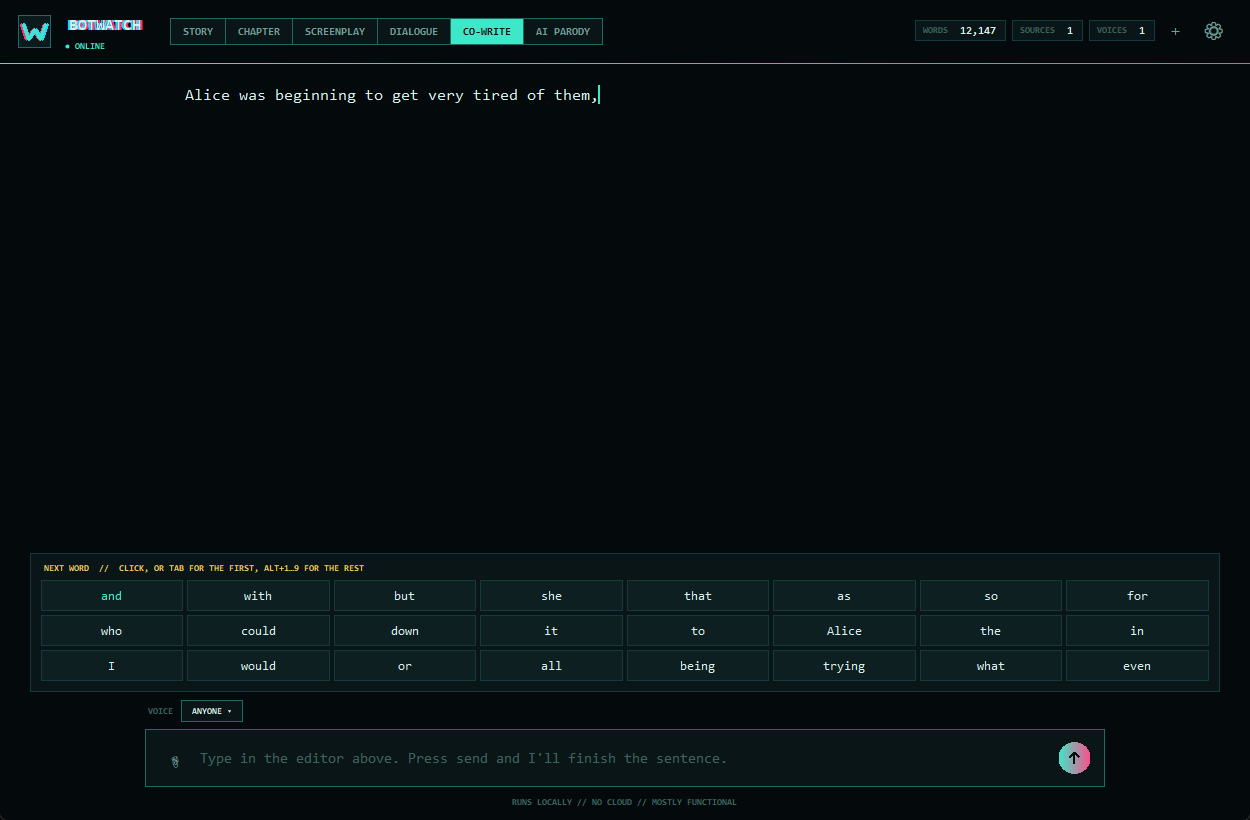 BOTWATCH
● ONLINE
STORY CHAPTER SCREENPLAY DIALOGUE CO-WRITE AI PARODY
WORDS 12,147 SOURCES 1 VOICES 1 +
Alice was beginning to get very tired of them,
NEXT WORD // CLICK, OR TAB FOR THE FIRST, ALT+1…9 FOR THE REST
and with but she that as so for
who could down it to Alice the in
I would or all being trying what even
VOICE ANYONE ▾
Type in the editor above. Press send and I'll finish the sentence.
RUNS LOCALLY // NO CLOUD // MOSTLY FUNCTIONAL